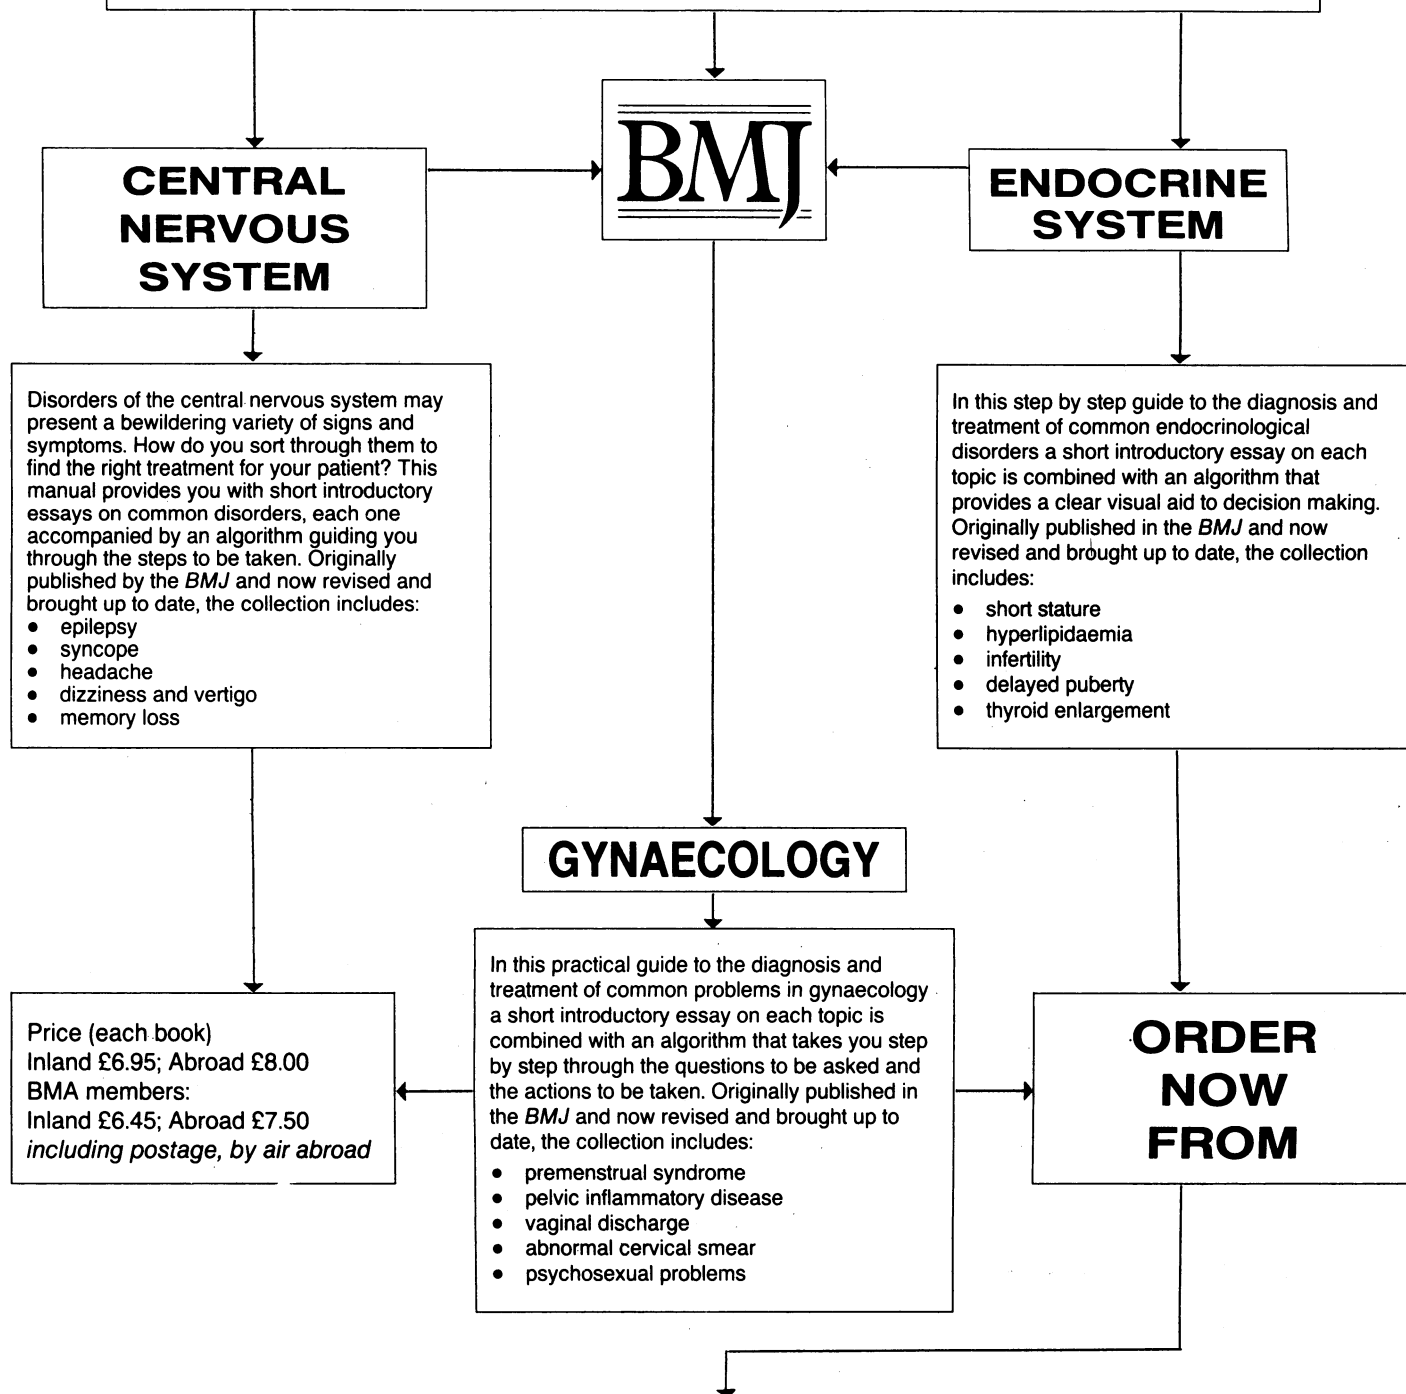 BMJ
CENTRAL
NERVOUS
SYSTEM
ENDOCRINE
SYSTEM
Disorders of the central nervous system may
present a bewildering variety of signs and
symptoms. How do you sort through them to
find the right treatment for your patient? This
manual provides you with short introductory
essays on common disorders, each one
accompanied by an algorithm guiding you
through the steps to be taken. Originally
published by the BMJ and now revised and
brought up to date, the collection includes:
• epilepsy
• syncope
• headache
• dizziness and vertigo
• memory loss
In this step by step guide to the diagnosis and
treatment of common endocrinological
disorders a short introductory essay on each
topic is combined with an algorithm that
provides a clear visual aid to decision making.
Originally published in the BMJ and now
revised and brought up to date, the collection
includes:
• short stature
• hyperlipidaemia
• infertility
• delayed puberty
• thyroid enlargement
GYNAECOLOGY
In this practical guide to the diagnosis and
treatment of common problems in gynaecology
a short introductory essay on each topic is
combined with an algorithm that takes you step
by step through the questions to be asked and
the actions to be taken. Originally published in
the BMJ and now revised and brought up to
date, the collection includes:
• premenstrual syndrome
• pelvic inflammatory disease
• vaginal discharge
• abnormal cervical smear
• psychosexual problems
Price (each book)
Inland £6.95; Abroad £8.00
BMA members:
Inland £6.45; Abroad £7.50
including postage, by air abroad
ORDER
NOW
FROM